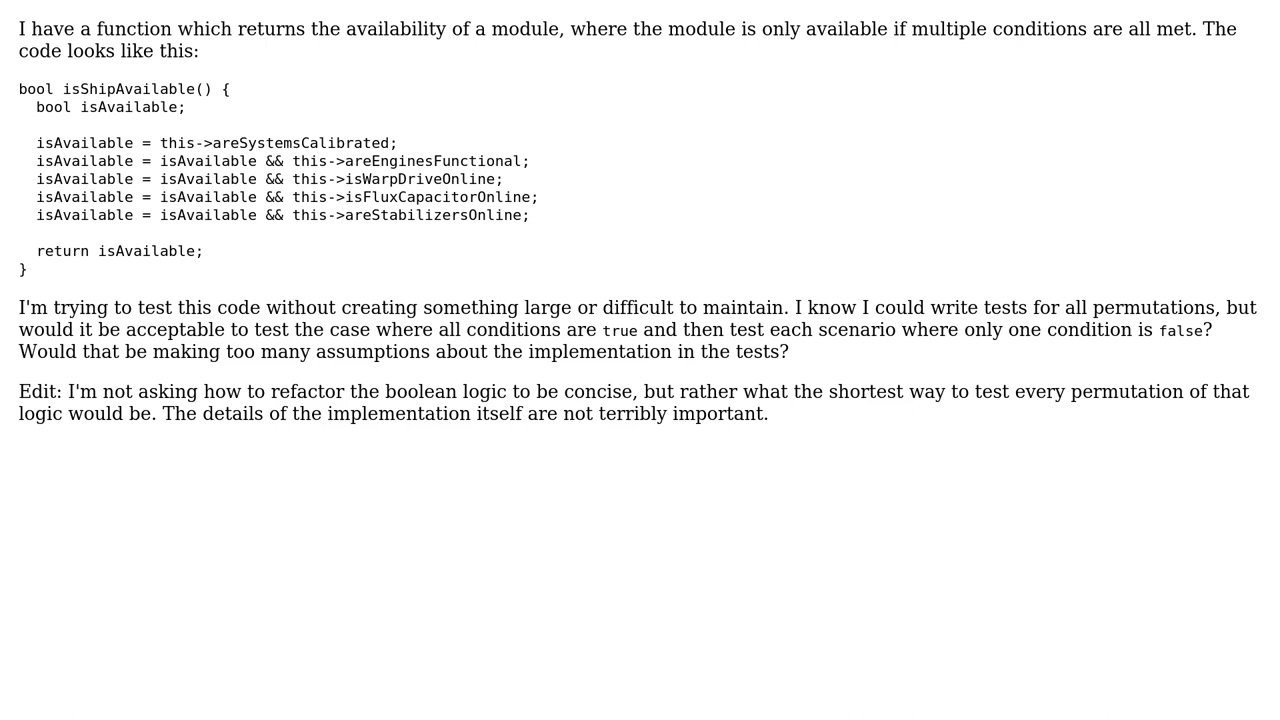 I have a function which returns the availability of a module, where the module is only available if multiple conditions are all met. The
code looks like this:
bool isShipAvailable() {
  bool isAvailable;
  isAvailable = this->areSystemsCalibrated;
  isAvailable = isAvailable && this->areEnginesFunctional;
  isAvailable = isAvailable && this->isWarpDriveOnline;
  isAvailable = isAvailable && this->isFluxCapacitorOnline;
  isAvailable = isAvailable && this->areStabilizersOnline;
  return isAvailable;
}
I'm trying to test this code without creating something large or difficult to maintain. I know I could write tests for all permutations, but
would it be acceptable to test the case where all conditions are true and then test each scenario where only one condition is false?
Would that be making too many assumptions about the implementation in the tests?
Edit: I'm not asking how to refactor the boolean logic to be concise, but rather what the shortest way to test every permutation of that
logic would be. The details of the implementation itself are not terribly important.